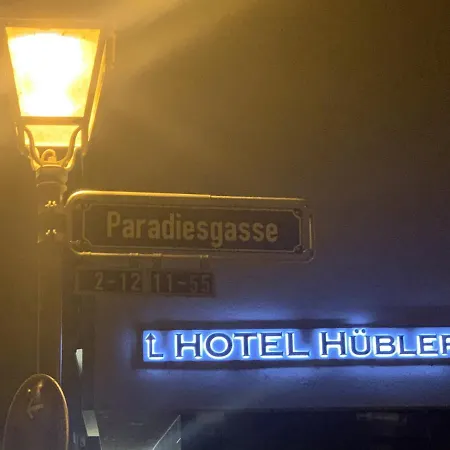 Paradiesgasse
2-12 11-55
HOTEL HÜBLER